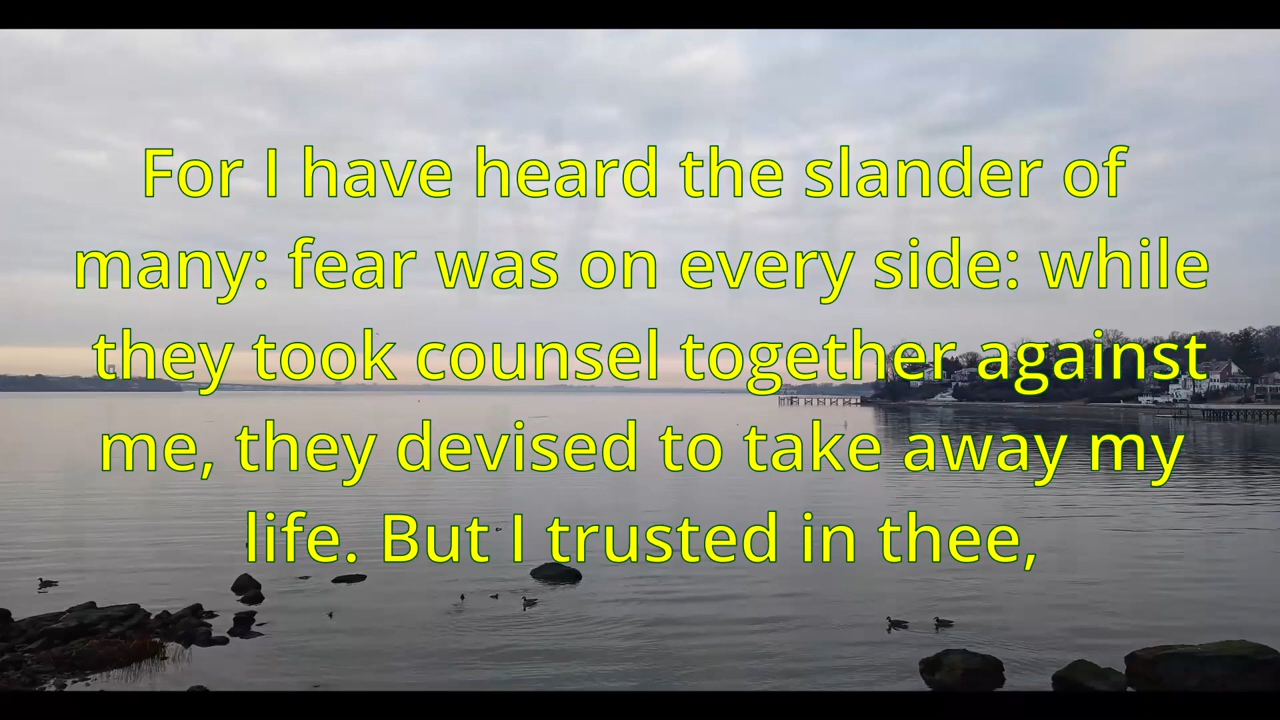 For I have heard the slander of
many: fear was on every side: while
they took counsel together against
me, they devised to take away my
life. But I trusted in thee,